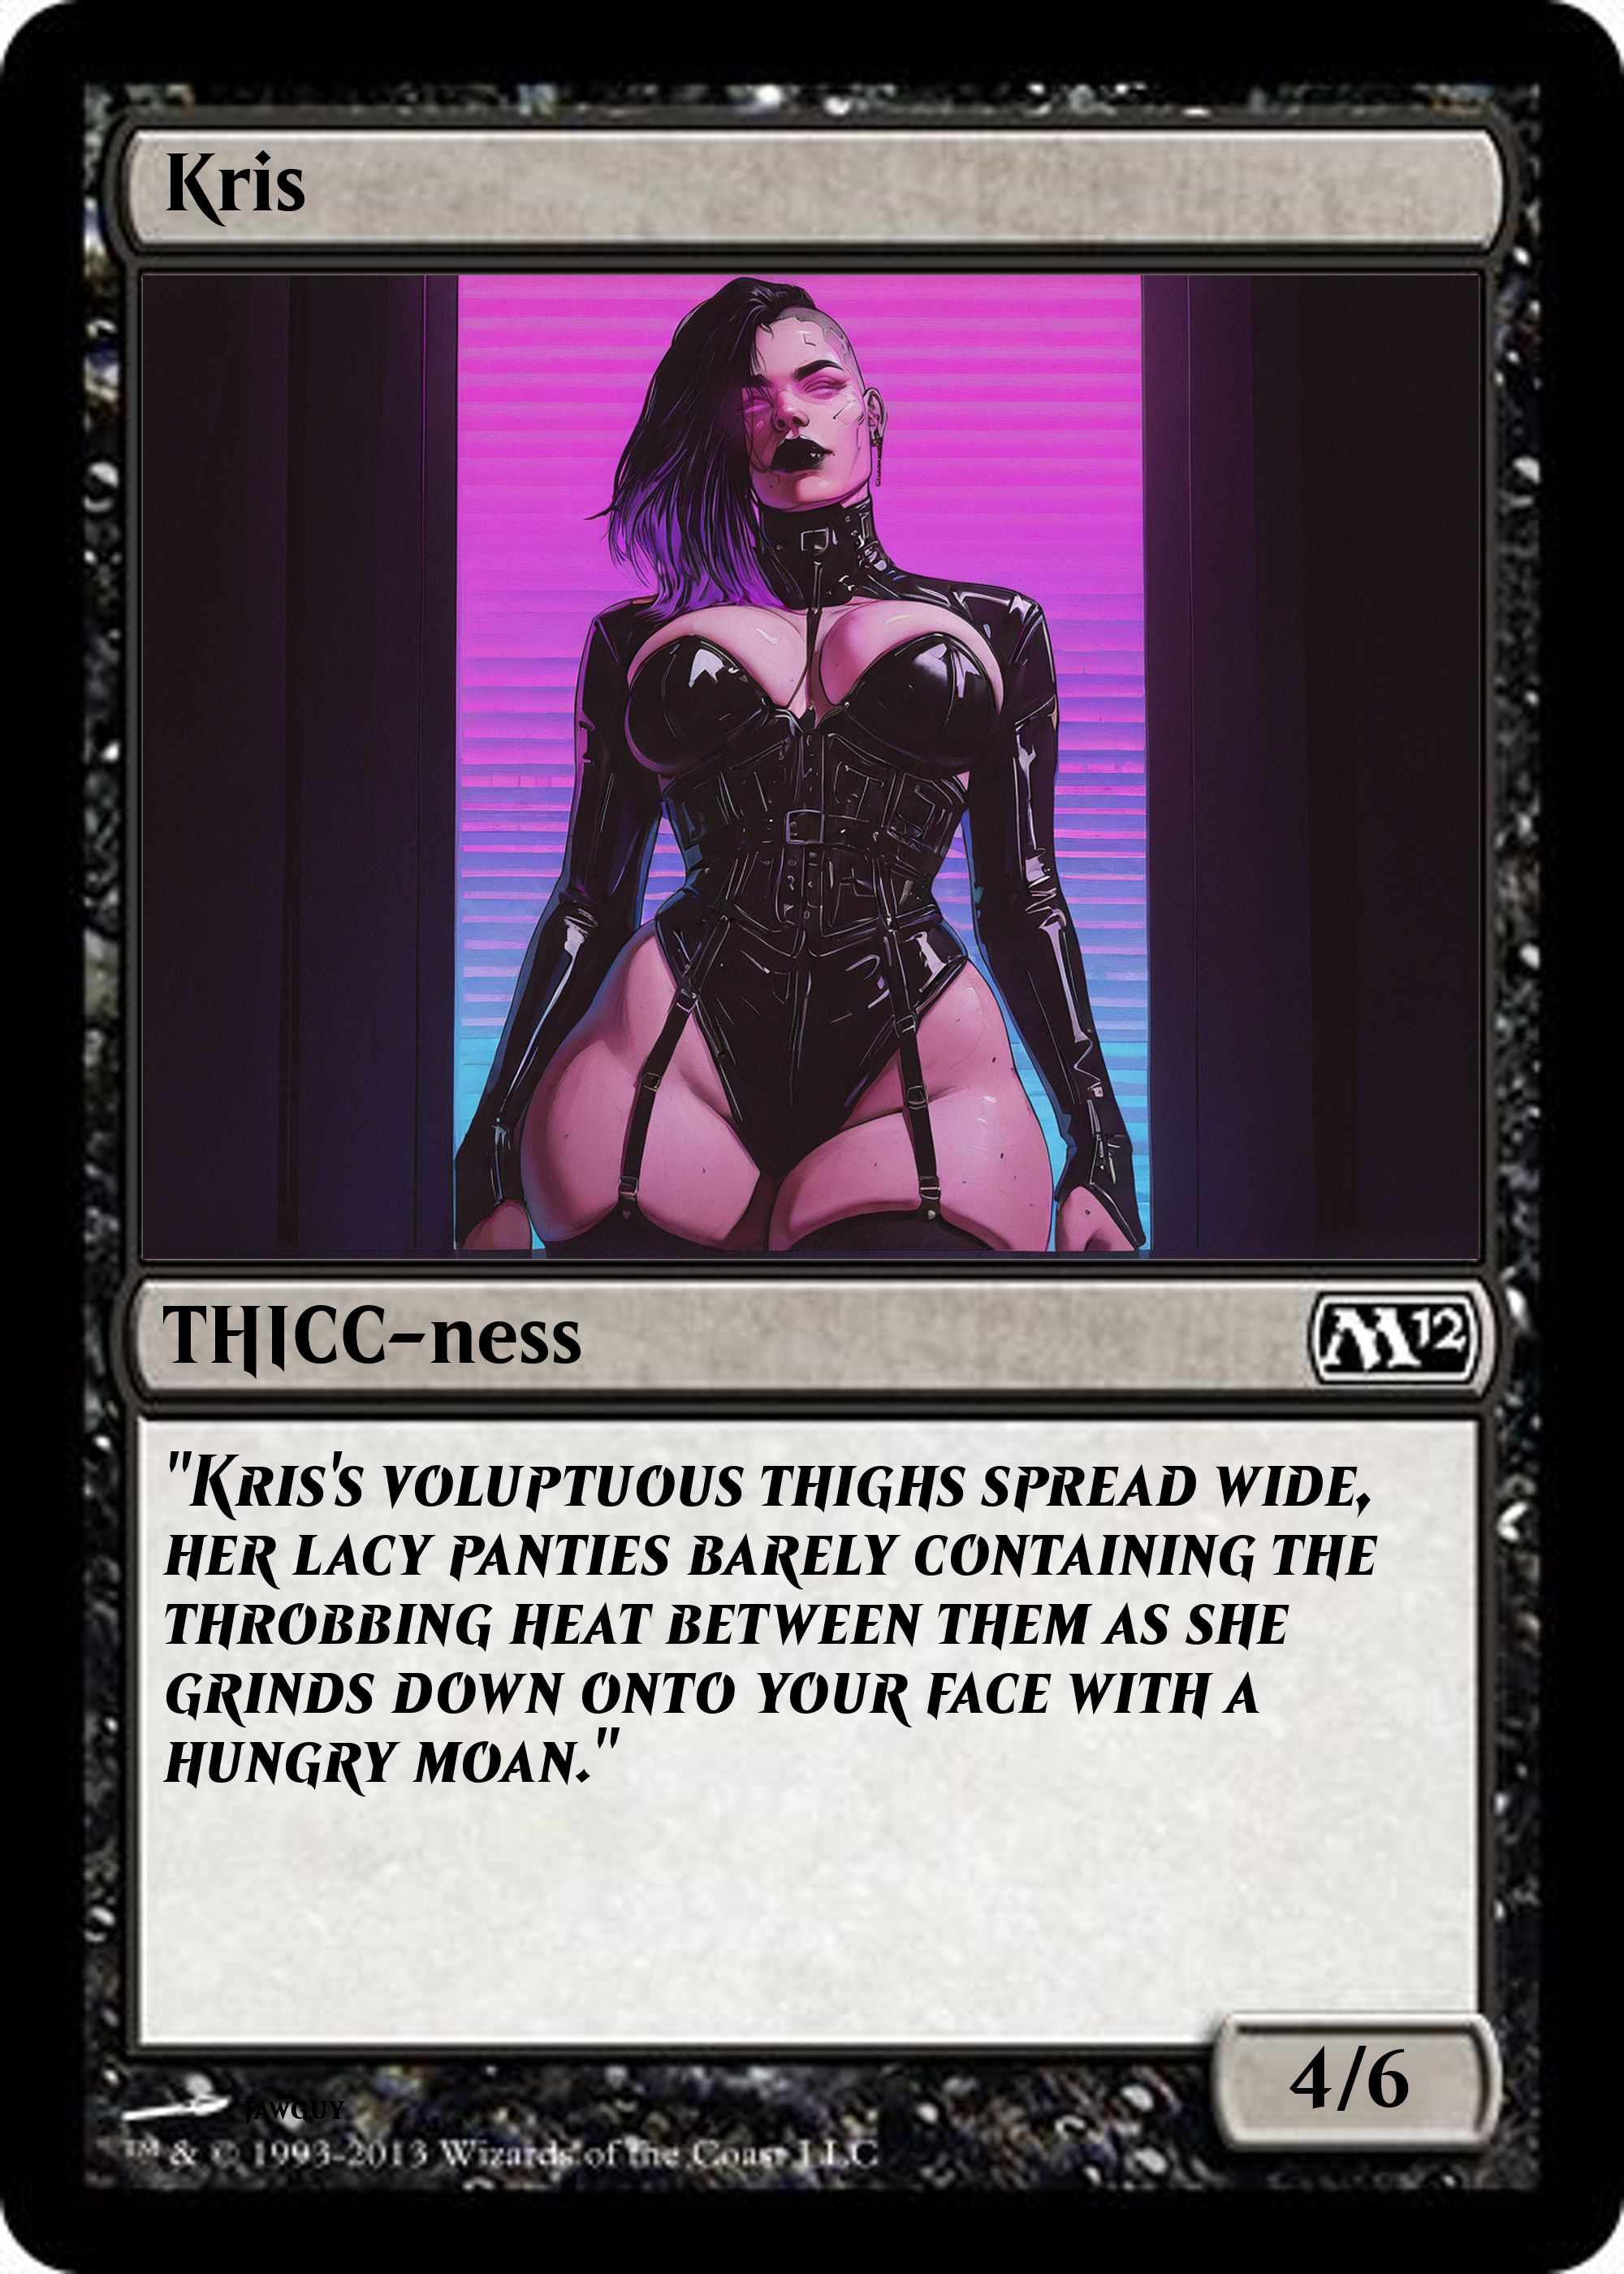 Kris
THICC-ness
M12
"Kris's voluptuous thighs spread wide,
her lacy panties barely containing the
throbbing heat between them as she
grinds down onto your face with a
hungry moan."
4/6
JAWGUY
™ & © 1993-2013 Wizards of the Coast LLC